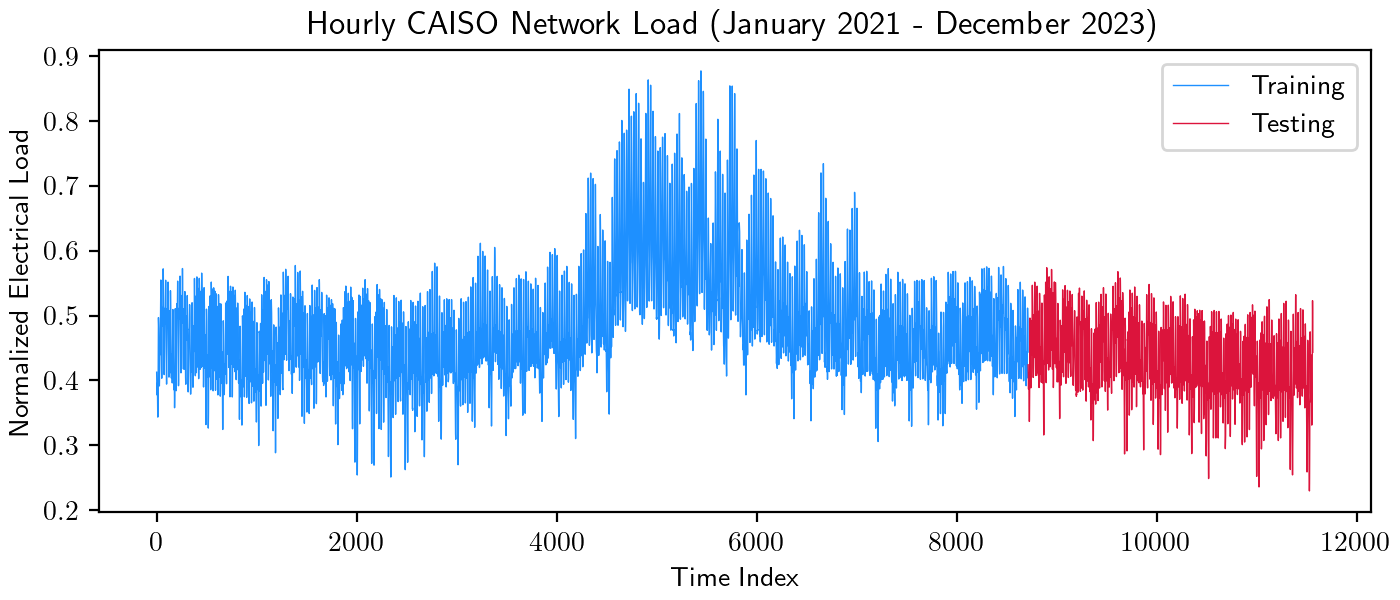 Hourly CAISO Network Load (January 2021 - December 2023)
Normalized Electrical Load
0.9
0.8
0.7
0.6
0.5
0.4
0.3
0.2
Training
Testing
0 2000 4000 6000 8000 10000 12000
Time Index